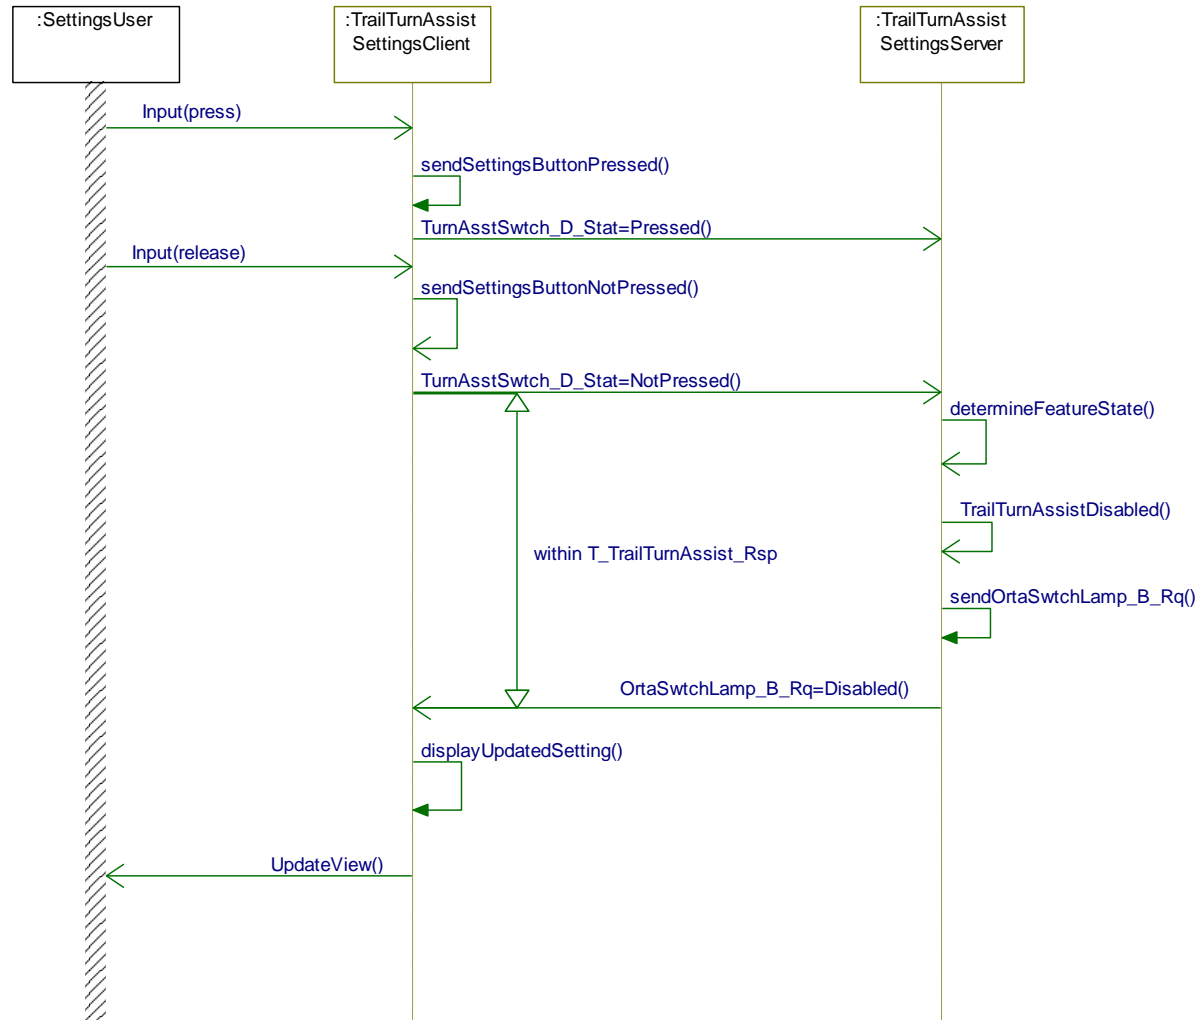 :SettingsUser
:TrailTurnAssist
SettingsClient
:TrailTurnAssist
SettingsServer
Input(press)
sendSettingsButtonPressed()
TurnAsstSwtch_D_Stat=Pressed()
Input(release)
sendSettingsButtonNotPressed()
TurnAsstSwtch_D_Stat=NotPressed()
determineFeatureState()
TrailTurnAssistDisabled()
within T_TrailTurnAssist_Rsp
sendOrtaSwtchLamp_B_Rq()
OrtaSwtchLamp_B_Rq=Disabled()
displayUpdatedSetting()
UpdateView()